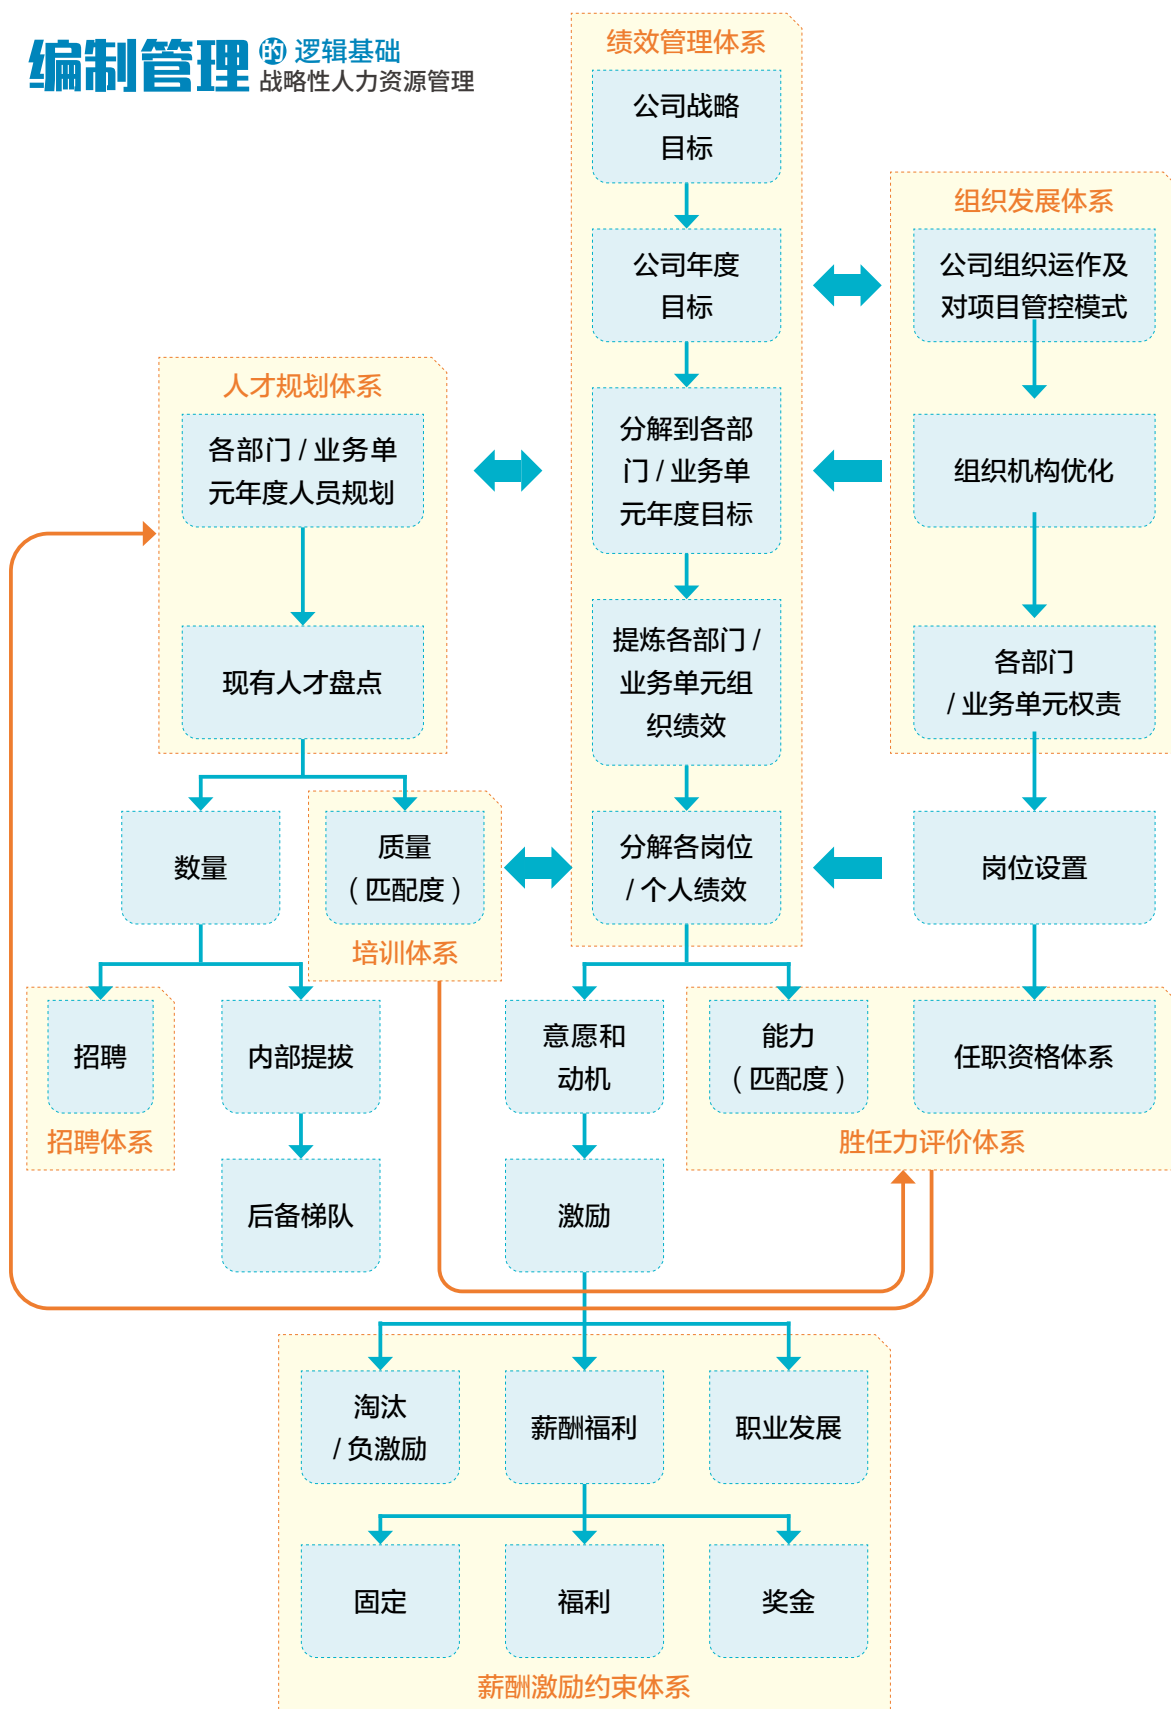 编制管理的逻辑基础
战略性人力资源管理
绩效管理体系
公司战略
目标
组织发展体系
公司年度
目标
公司组织运作及
对项目管控模式
人才规划体系
各部门 / 业务单
元年度人员规划
分解到各部
门 / 业务单
元年度目标
组织机构优化
现有人才盘点
提炼各部门 /
业务单元组
织绩效
各部门
/ 业务单元权责
数量
质量
（匹配度）
培训体系
分解各岗位
/ 个人绩效
岗位设置
招聘
招聘体系
内部提拔
意愿和
动机
能力
（匹配度）
任职资格体系
胜任力评价体系
后备梯队
激励
淘汰
/ 负激励
薪酬福利
职业发展
固定
福利
奖金
薪酬激励约束体系